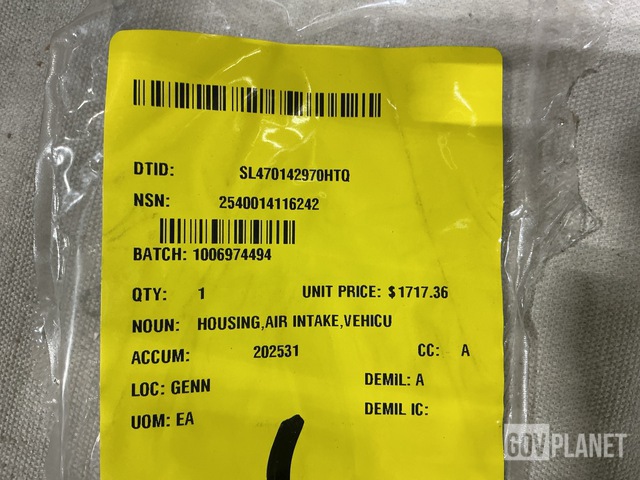 DTID: SL470142970HTQ
NSN: 2540014116242
BATCH: 1006974494
QTY: 1 UNIT PRICE: $1717.36
NOUN: HOUSING,AIR INTAKE,VEHICU
ACCUM: 202531 CC: A
LOC: GENN DEMIL: A
UOM: EA DEMIL IC:
GOVPLANET